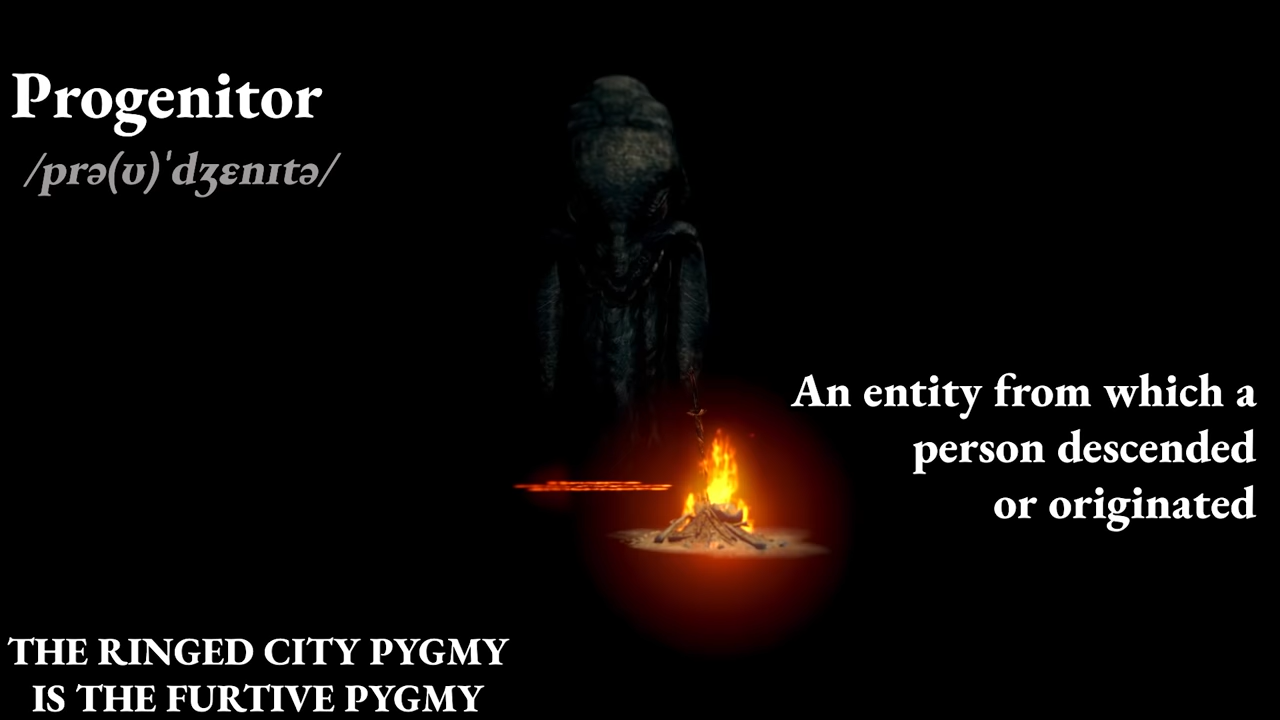 Progenitor
/prə(ʊ)ˈdʒɛnɪtə/
An entity from which a
person descended
or originated
THE RINGED CITY PYGMY
IS THE FURTIVE PYGMY